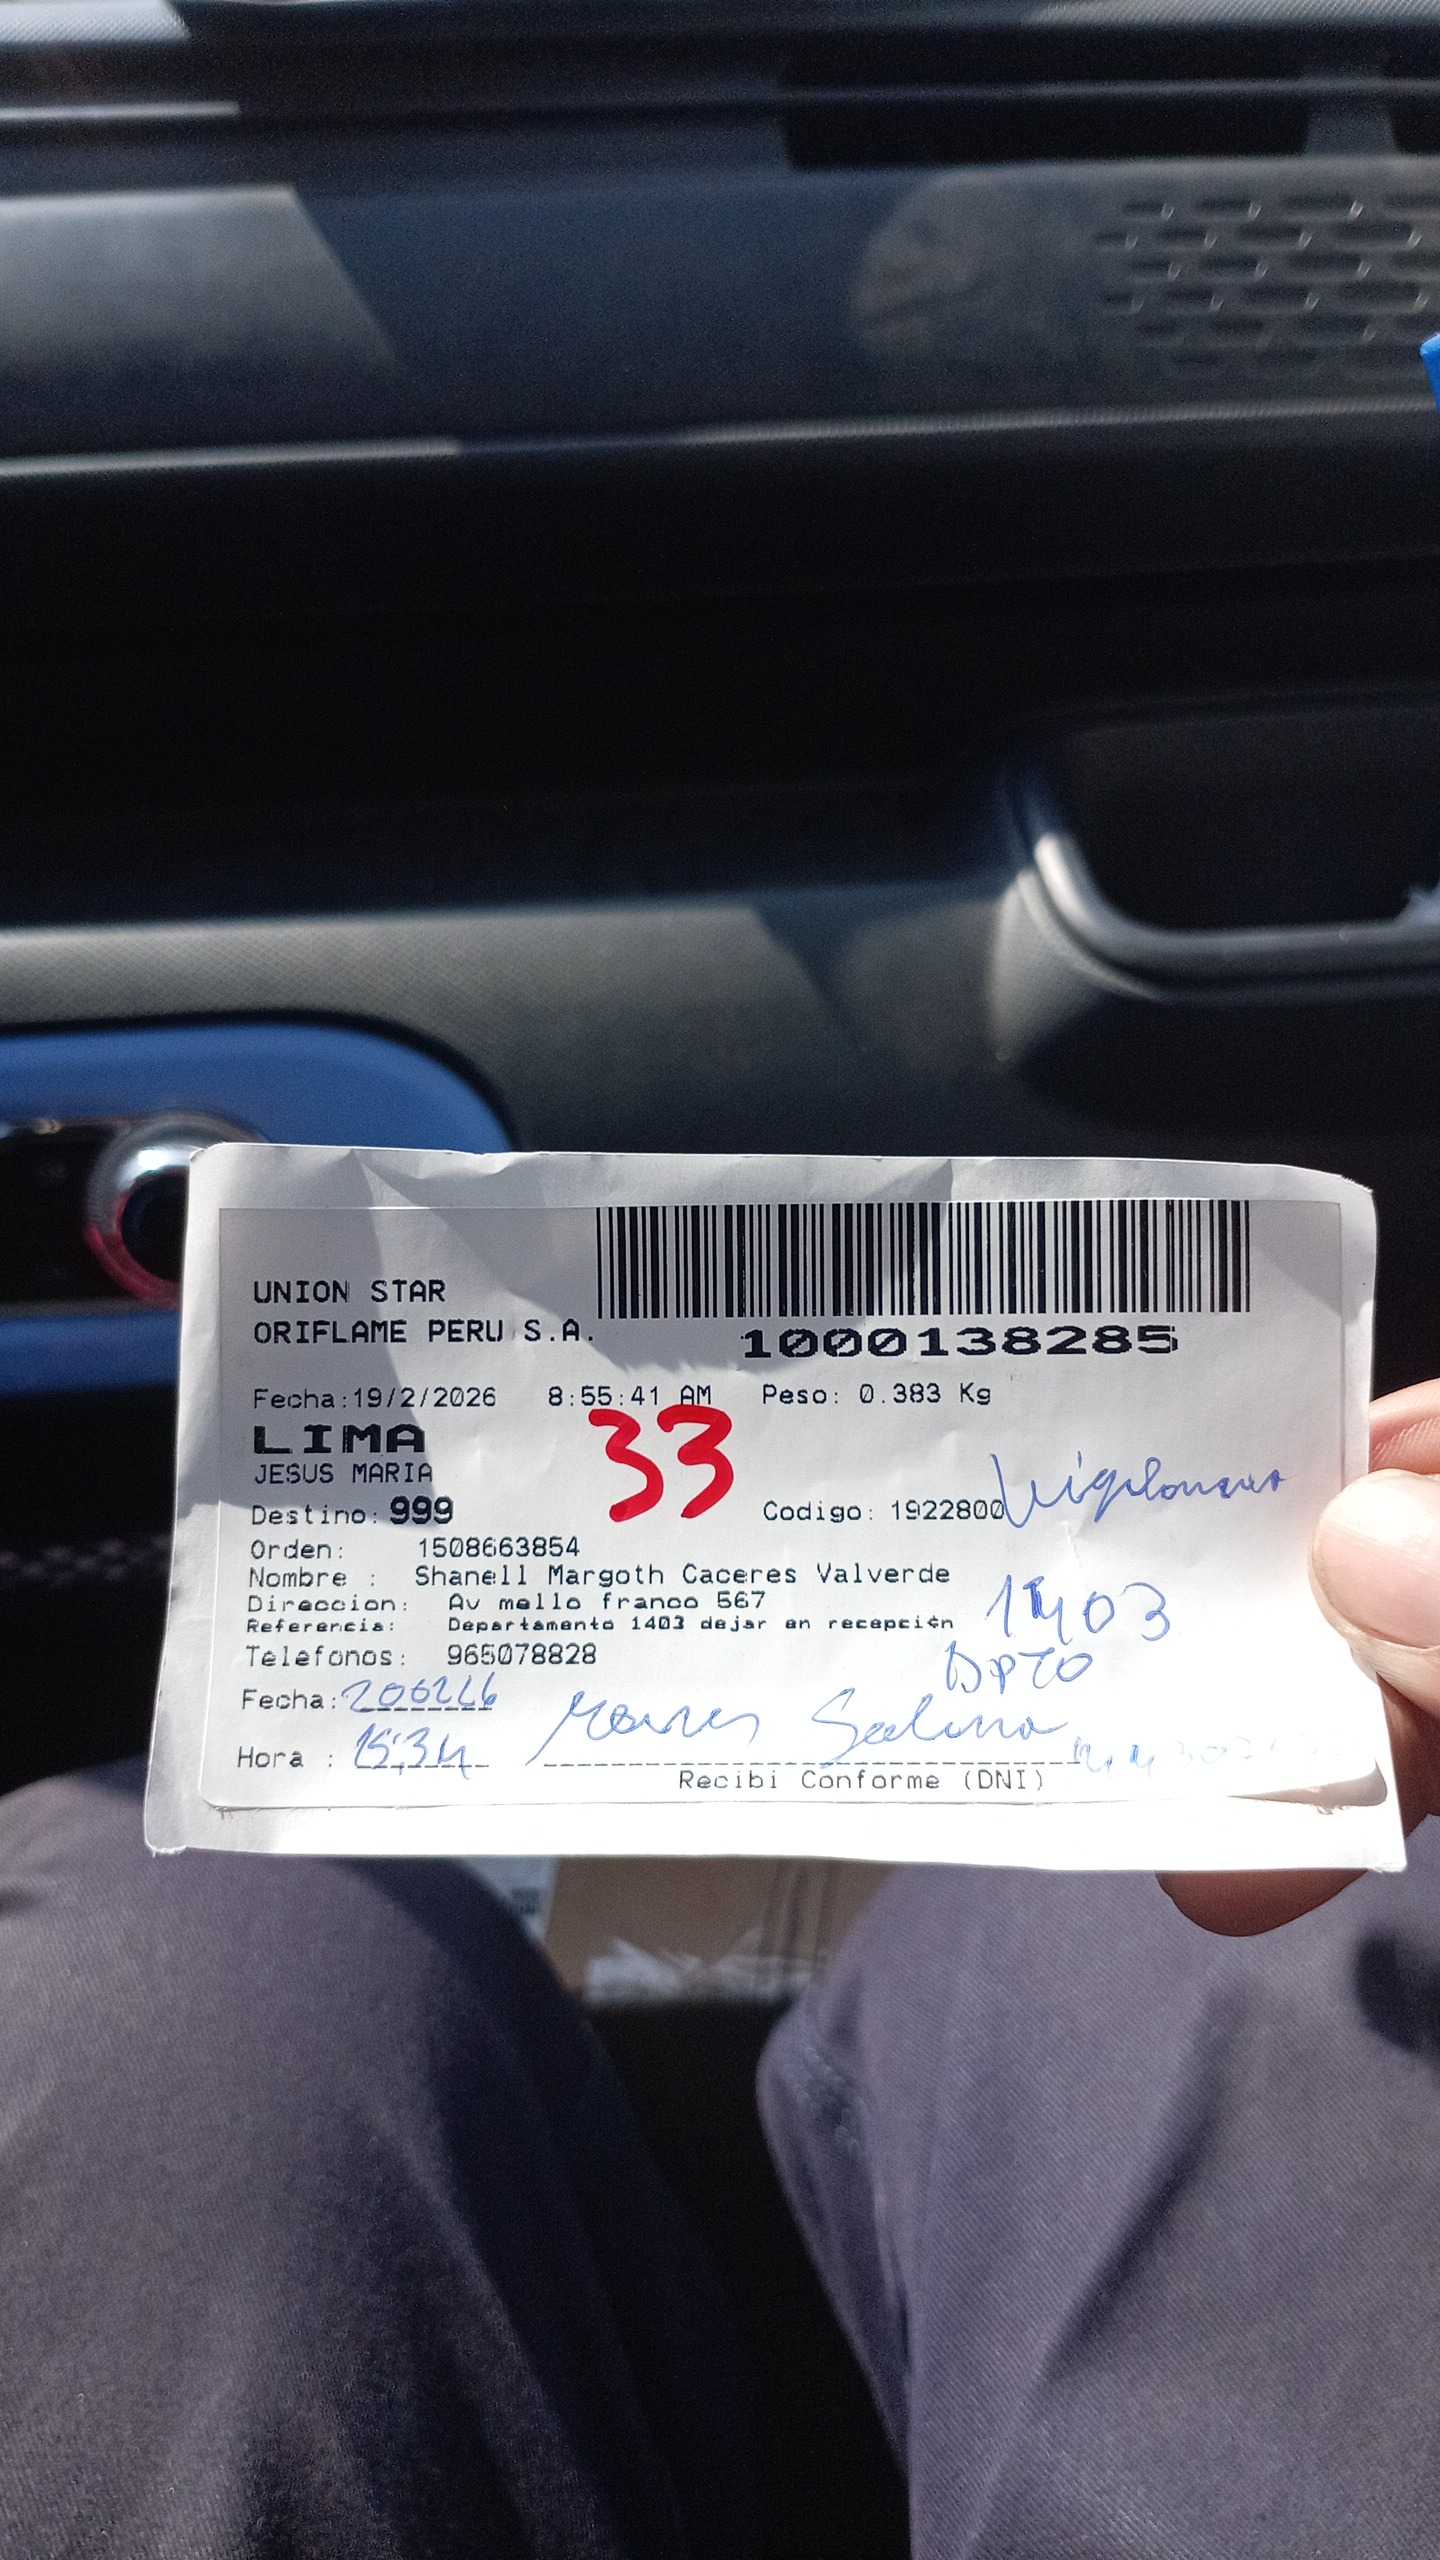 UNION STAR
ORIFLAME PERU S.A.
1000138285
Fecha:19/2/2026 8:55:41 AM Peso: 0.383 Kg
LIMA
33
JESUS MARIA
Destino: 999 Codigo: 1922800
Orden: 1508663854
Nombre : Shanell Margoth Caceres Valverde
Direccion: Av mello franco 567
Referencia: Departamento 1403 dejar en recepción
1403
Telefonos: 965078828
DPTO
Fecha:
Hora : 15:34
Recibi Conforme (DNI)